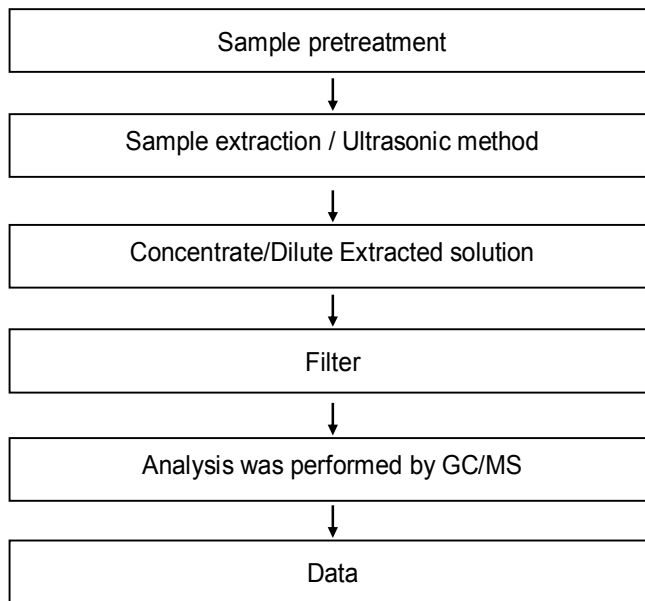 Sample pretreatment
Sample extraction / Ultrasonic method
Concentrate/Dilute Extracted solution
Filter
Analysis was performed by GC/MS
Data